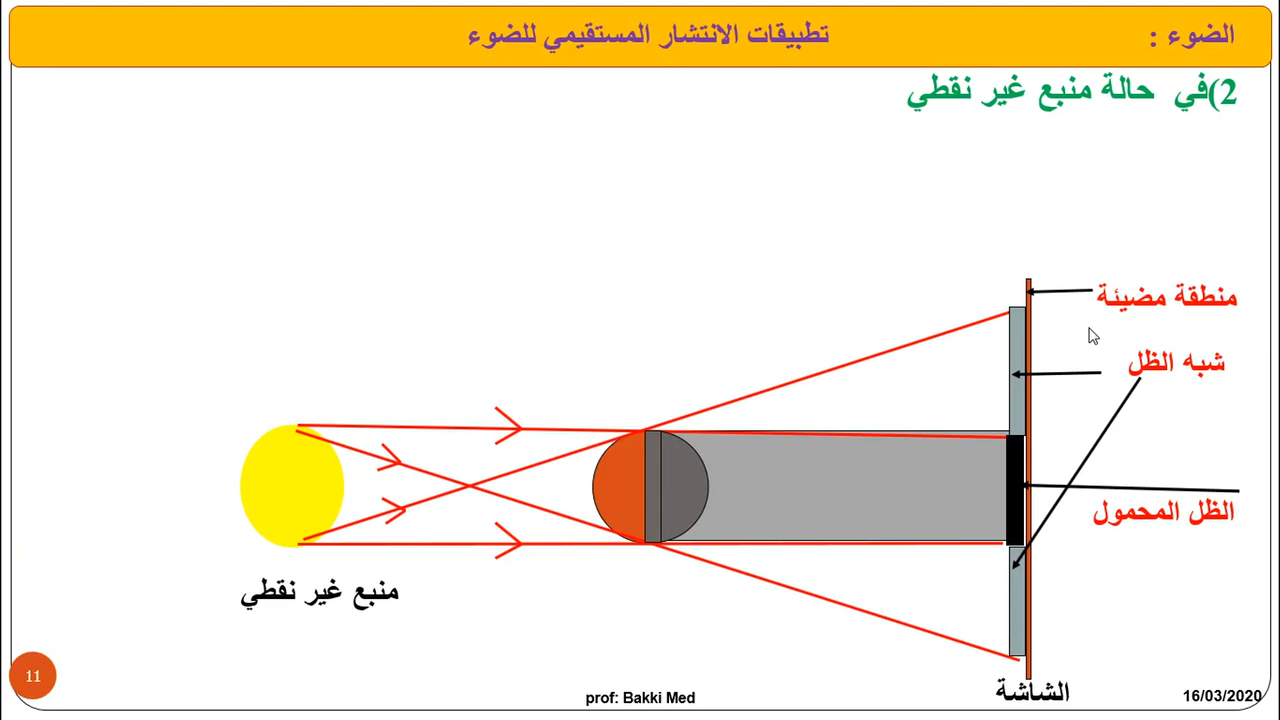 الضوء : تطبيقات الانتشار المستقيمي للضوء
2)في حالة منبع غير نقطي
منطقة مضيئة
شبه الظل
الظل المحمول
منبع غير نقطي
الشاشة
11
prof: Bakki Med
16/03/2020